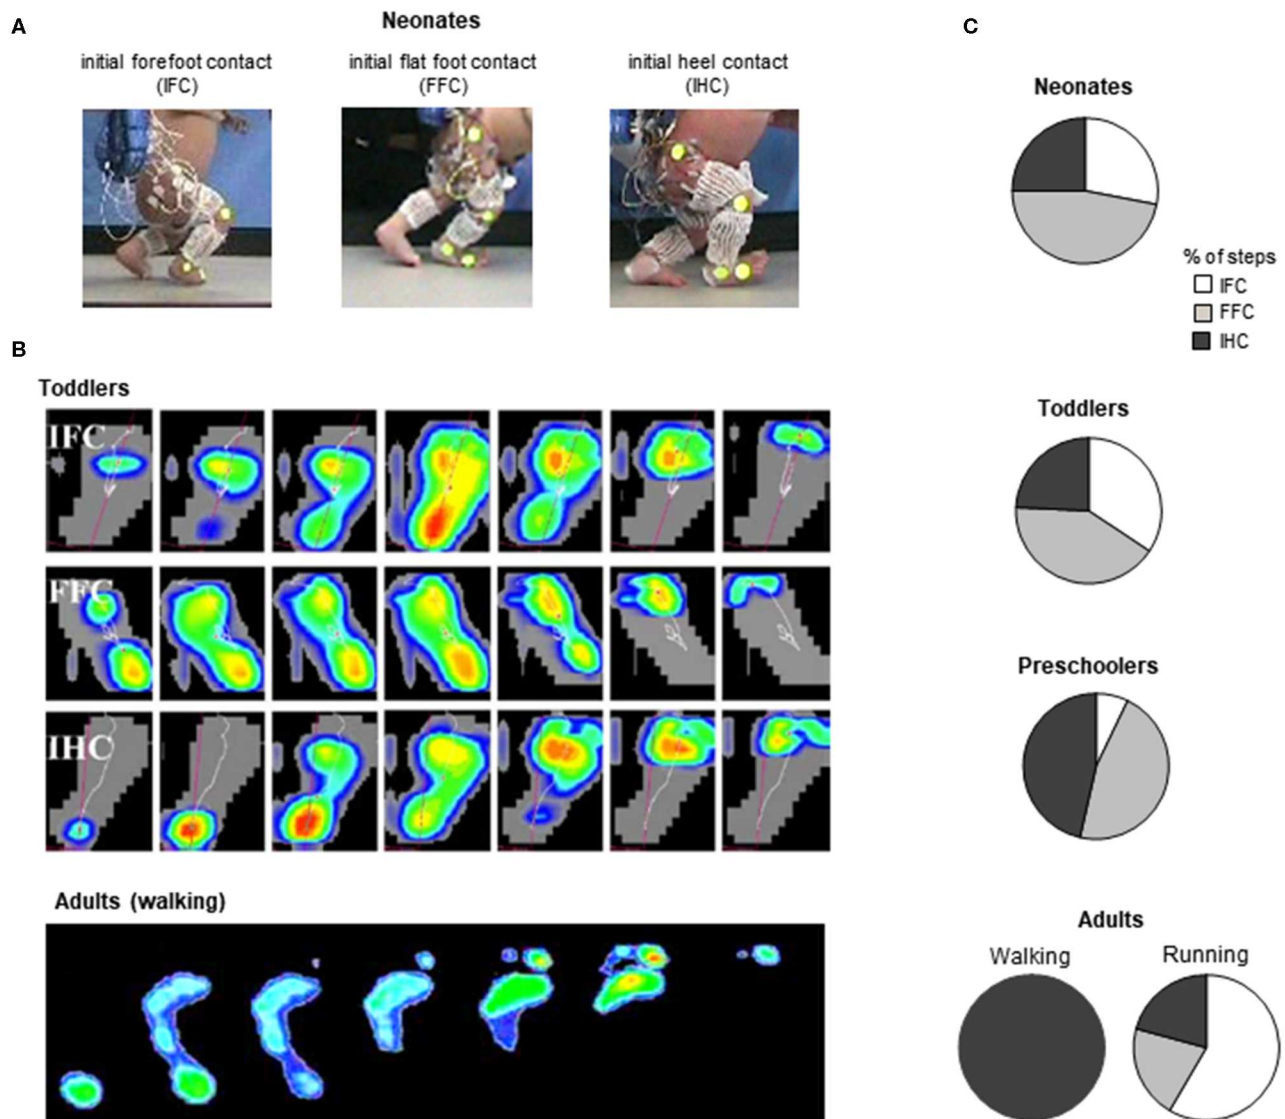 A
Neonates
initial forefoot contact
(IFC)
initial flat foot contact
(FFC)
initial heel contact
(IHC)
B
Toddlers
IFC
FFC
IHC
Adults (walking)
C
Neonates
% of steps
IFC
FFC
IHC
Toddlers
Preschoolers
Adults
Walking
Running